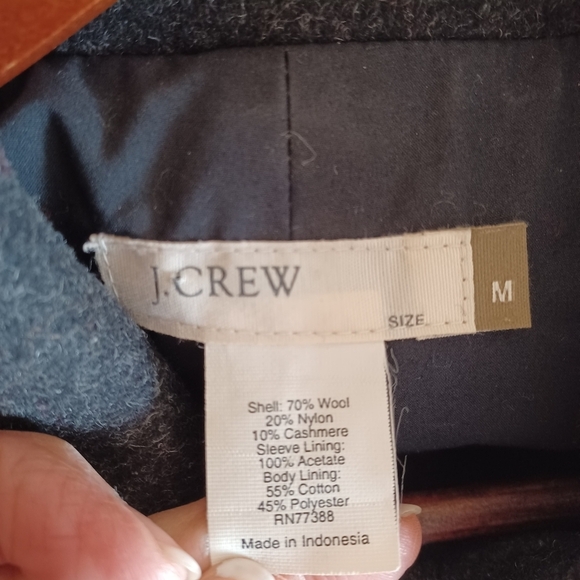 J.CREW
SIZE
M
Shell: 70% Wool
20% Nylon
10% Cashmere
Sleeve Lining:
100% Acetate
Body Lining:
55% Cotton
45% Polyester
RN77388
Made in Indonesia